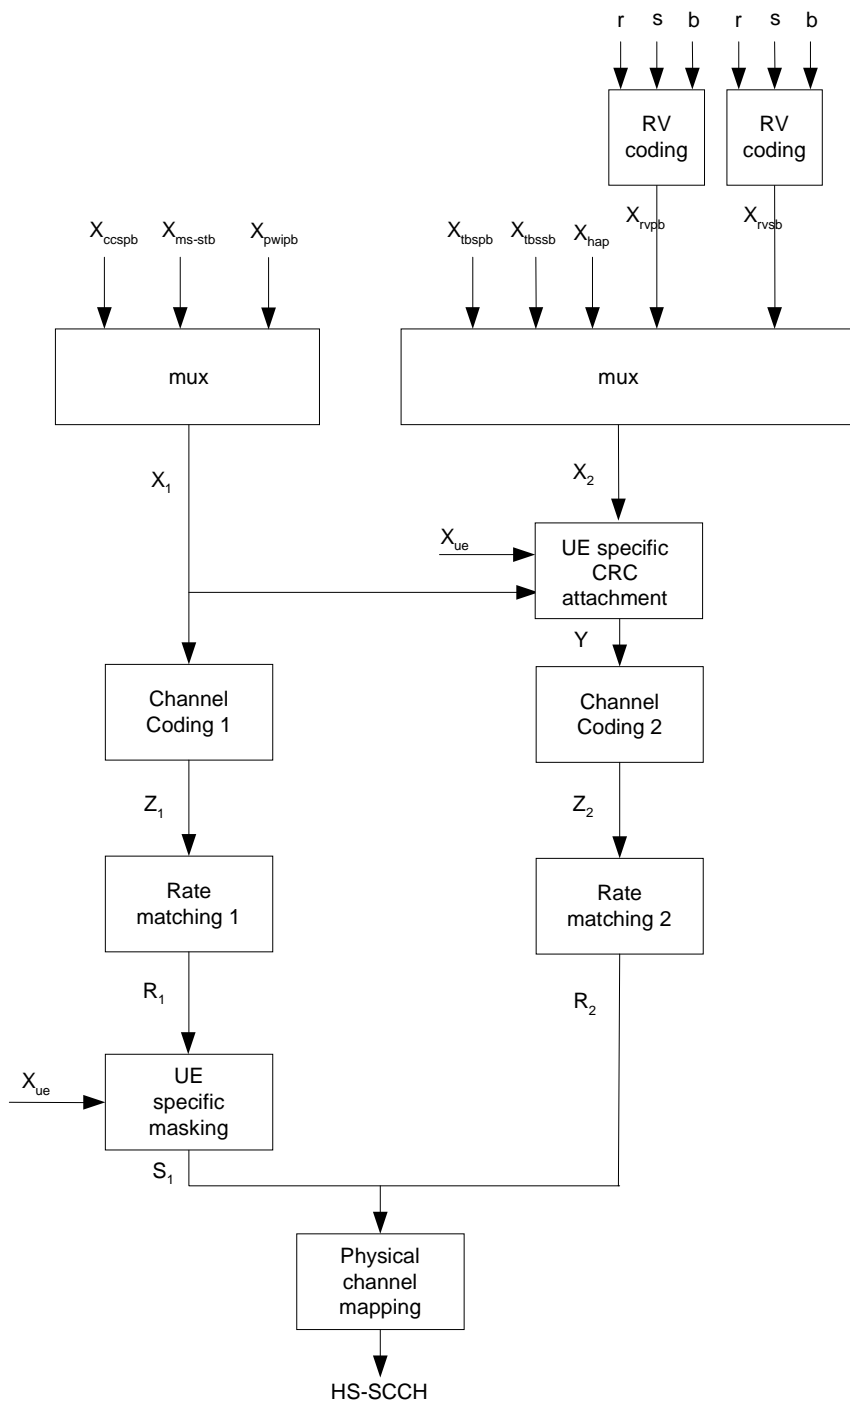 r s b r s b
RV
coding
RV
coding
X_rvpb X_rvsb
X_ccspb X_ms-stb X_pwipb X_tbspb X_tbssb X_hap
mux mux
X_1 X_2
X_ue
UE specific
CRC
attachment
Y
Channel
Coding 1
Channel
Coding 2
Z_1 Z_2
Rate
matching 1
Rate
matching 2
R_1 R_2
X_ue
UE
specific
masking
S_1
Physical
channel
mapping
HS-SCCH